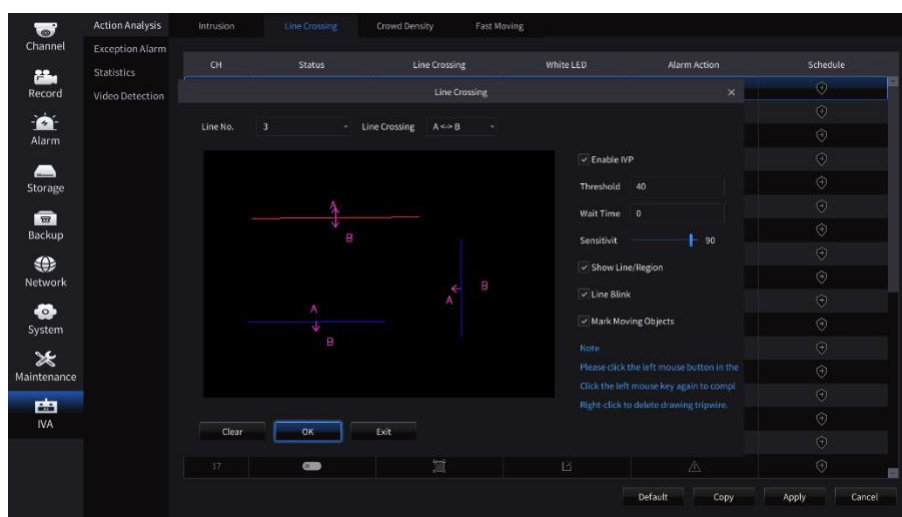 Channel
Record
Alarm
Storage
Backup
Network
System
Maintenance
IVA
Action Analysis
Exception Alarm
Statistics
Video Detection
Intrusion
Line Crossing
Crowd Density
Fast Moving
CH
Status
Line Crossing
White LED
Alarm Action
Schedule
Line Crossing
×
Line No.
3
Line Crossing
A <-> B
A
B
A
B
A
B
Enable IVP
Threshold
40
Wait Time
0
Sensitivit
90
Show Line/Region
Line Blink
Mark Moving Objects
Note
Please click the left mouse button in the
Click the left mouse key again to compl
Right-click to delete drawing tripwire.
Clear
OK
Exit
17
Default
Copy
Apply
Cancel